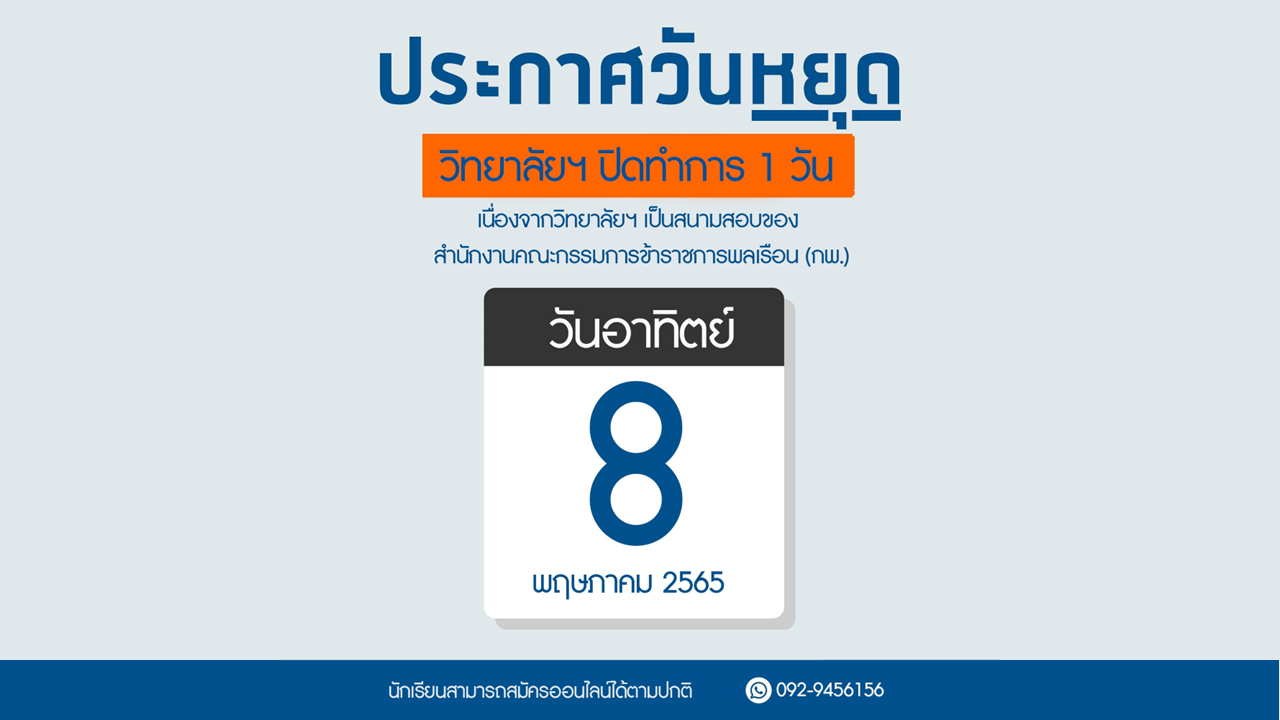 ประกาศวันหยุด
วิทยาลัยฯ ปิดทำการ 1 วัน
เนื่องจากวิทยาลัยฯ เป็นสนามสอบของ
สำนักงานคณะกรรมการข้าราชการพลเรือน (กพ.)
วันอาทิตย์
8
พฤษภาคม 2565
นักเรียนสามารถสมัครออนไลน์ได้ตามปกติ 092-9456156